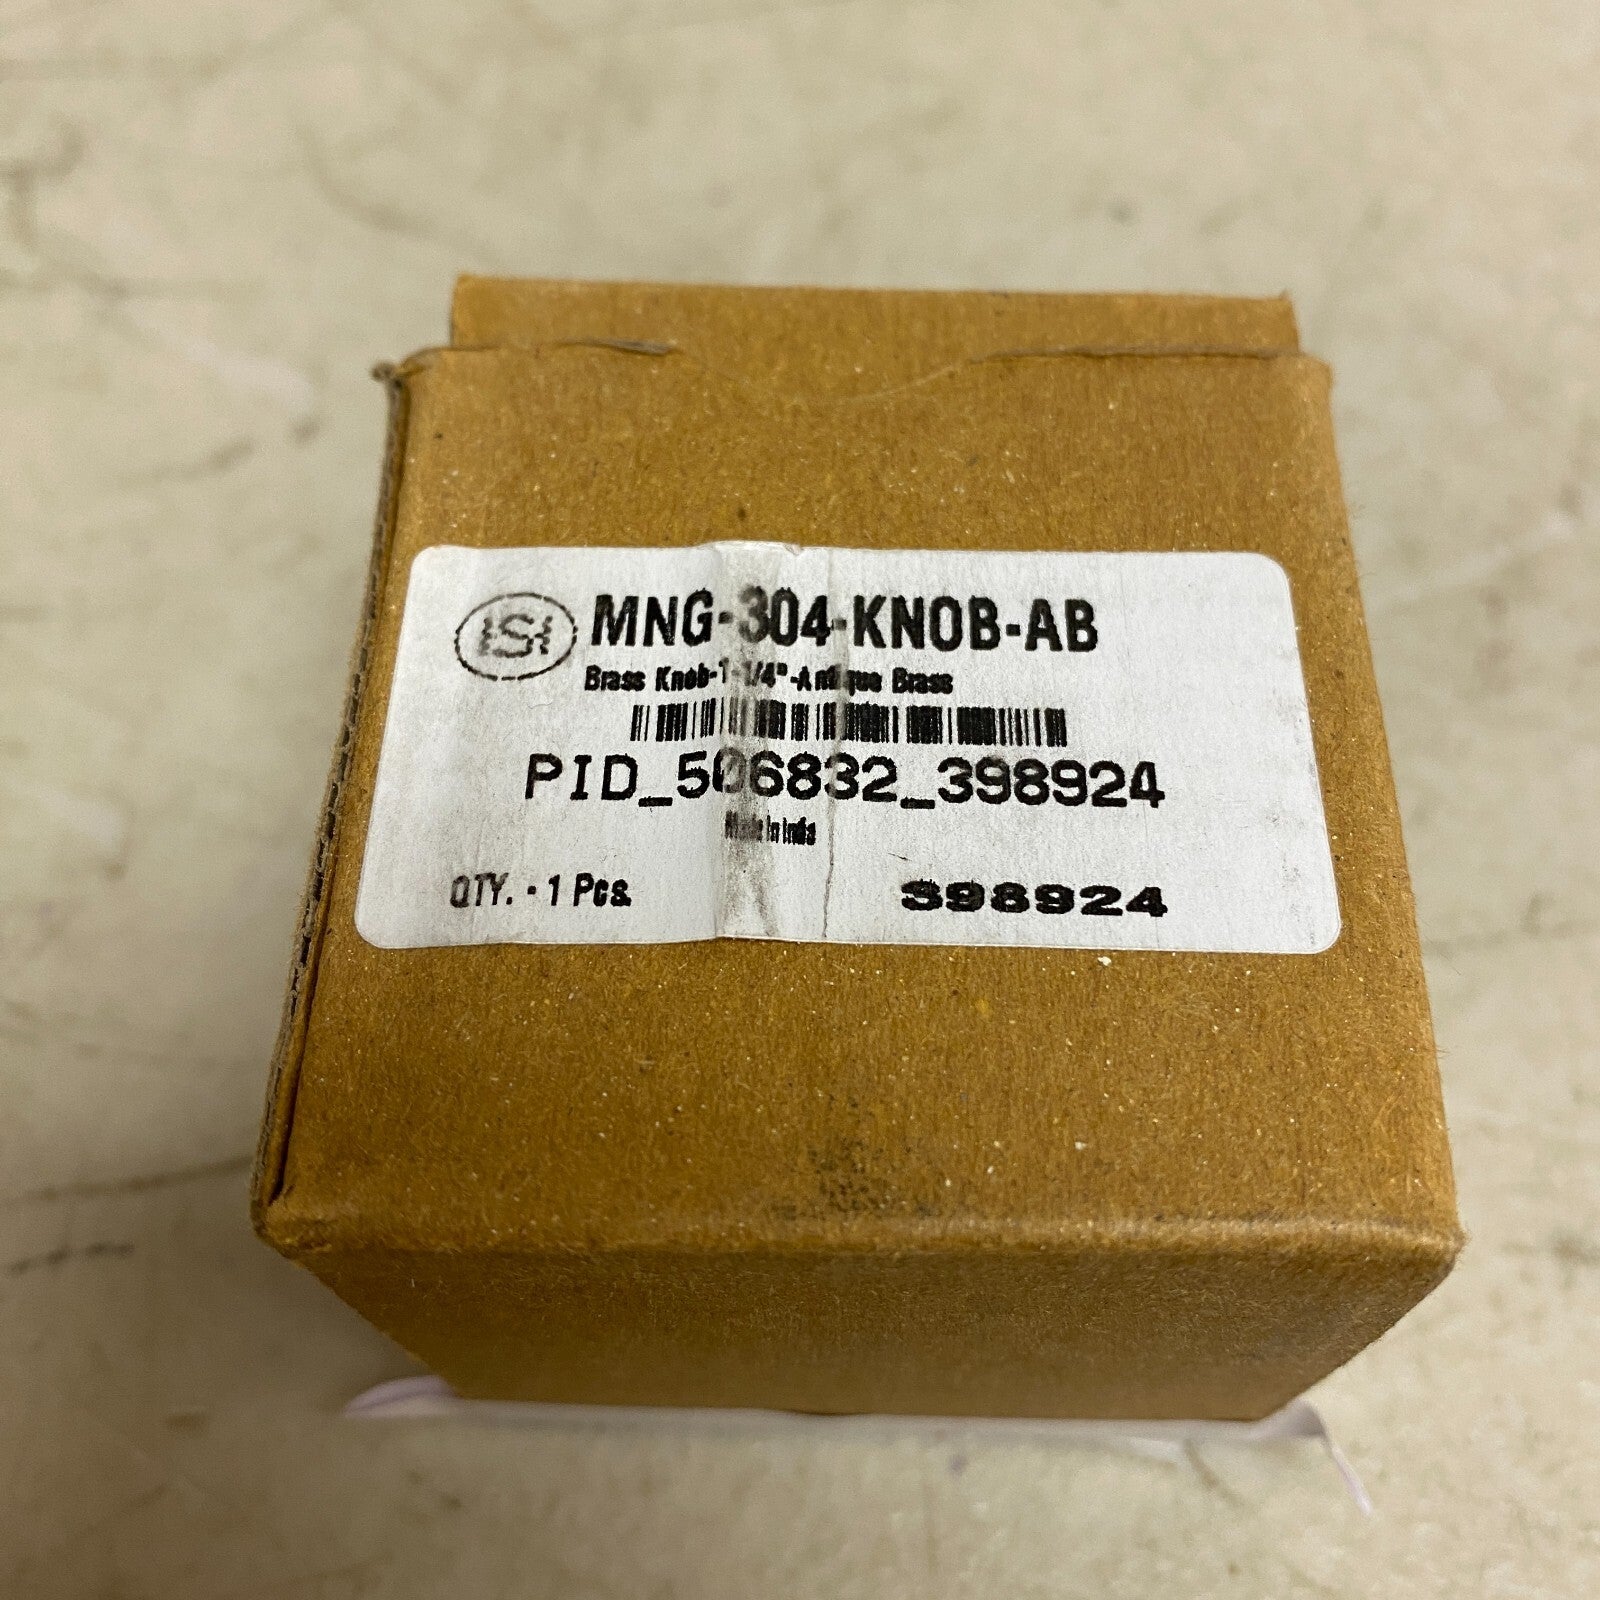 MNG-304-KNOB-AB
Brass Knob-1-1/4"-Antique Brass
PID_506832_398924
Made In India
QTY. - 1 Pcs.
398924